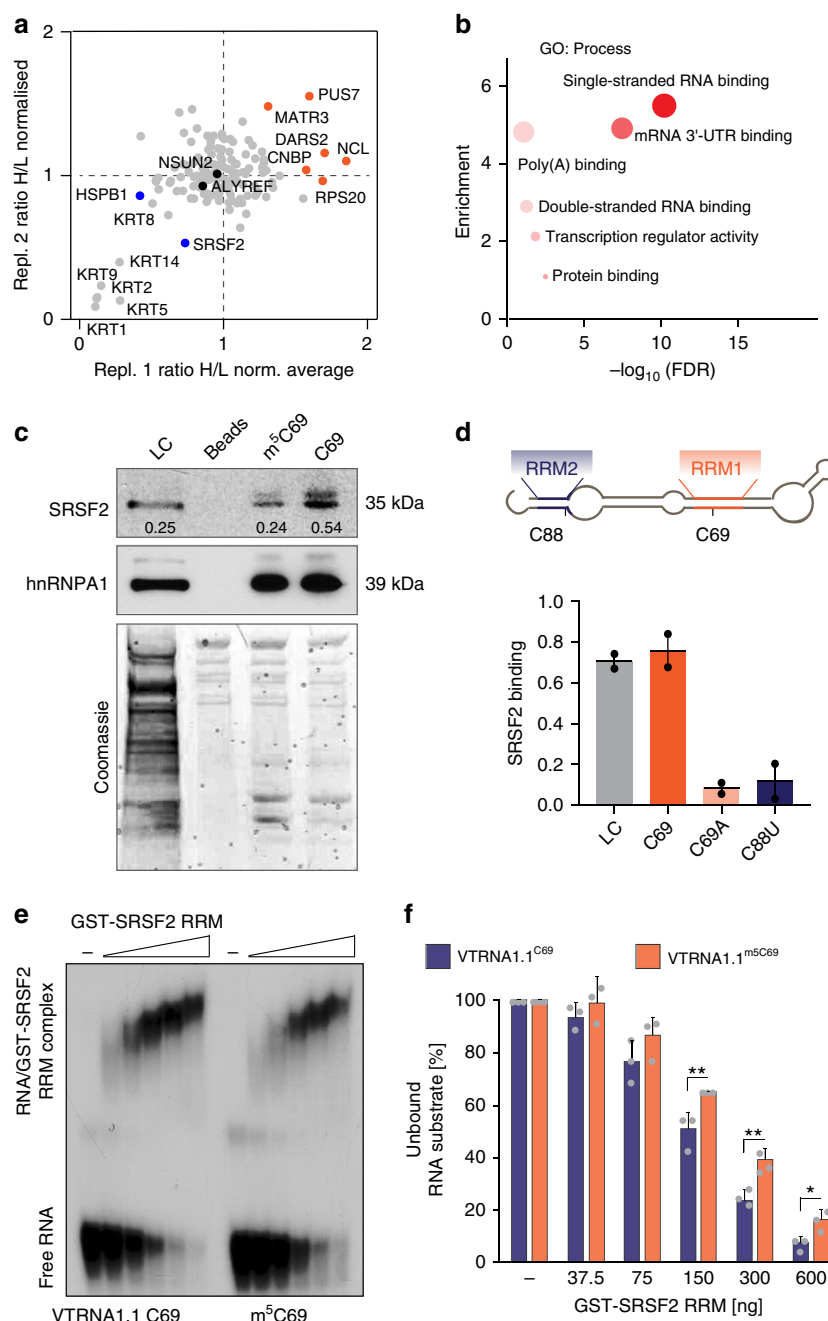 a
Repl. 2 ratio H/L normalised
2
1
0
PUS7
MATR3
DARS2
NCL
CNBP
NSUN2
ALYREF
RPS20
HSPB1
KRT8
SRSF2
KRT14
KRT9
KRT2
KRT5
KRT1
0
1
2
Repl. 1 ratio H/L norm. average
b
GO: Process
Enrichment
6
4
2
0
Single-stranded RNA binding
mRNA 3'-UTR binding
Poly(A) binding
Double-stranded RNA binding
Transcription regulator activity
Protein binding
0
5
10
15
–log10 (FDR)
c
LC
Beads
m⁵C69
C69
SRSF2
35 kDa
0.25
0.24
0.54
hnRNPA1
39 kDa
Coomassie
d
RRM2
RRM1
C88
C69
SRSF2 binding
1.0
0.8
0.6
0.4
0.2
0.0
LC
C69
C69A
C88U
e
GST-SRSF2 RRM
–
–
RNA/GST-SRSF2
RRM complex
Free RNA
VTRNA1.1 C69
m⁵C69
f
VTRNA1.1^C69
VTRNA1.1^m5C69
Unbound
RNA substrate [%]
100
80
60
40
20
0
**
**
*
–
37.5
75
150
300
600
GST-SRSF2 RRM [ng]